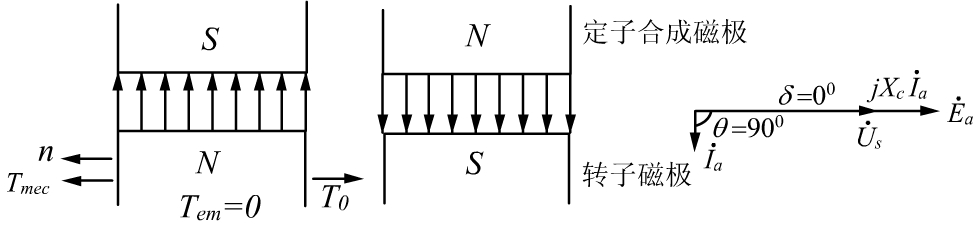 S
N
定子合成磁极
n
T_mec
N
T_em=0
T_0
S
转子磁极
δ=0⁰
jX_c İ_a
Ė_a
θ=90⁰
U̇_s
İ_a